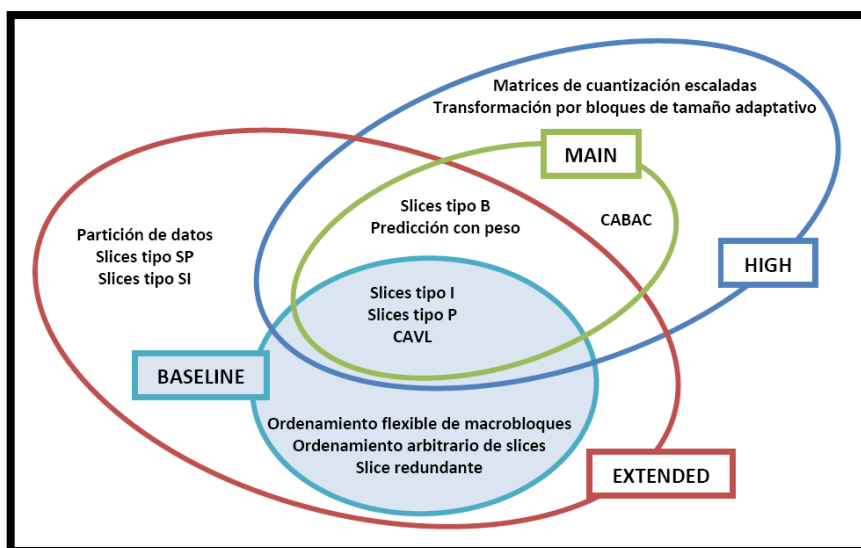 Matrices de cuantización escaladas
Transformación por bloques de tamaño adaptativo
MAIN
Slices tipo B
Predicción con peso
CABAC
Partición de datos
Slices tipo SP
Slices tipo SI
HIGH
Slices tipo I
Slices tipo P
CAVL
BASELINE
Ordenamiento flexible de macrobloques
Ordenamiento arbitrario de slices
Slice redundante
EXTENDED